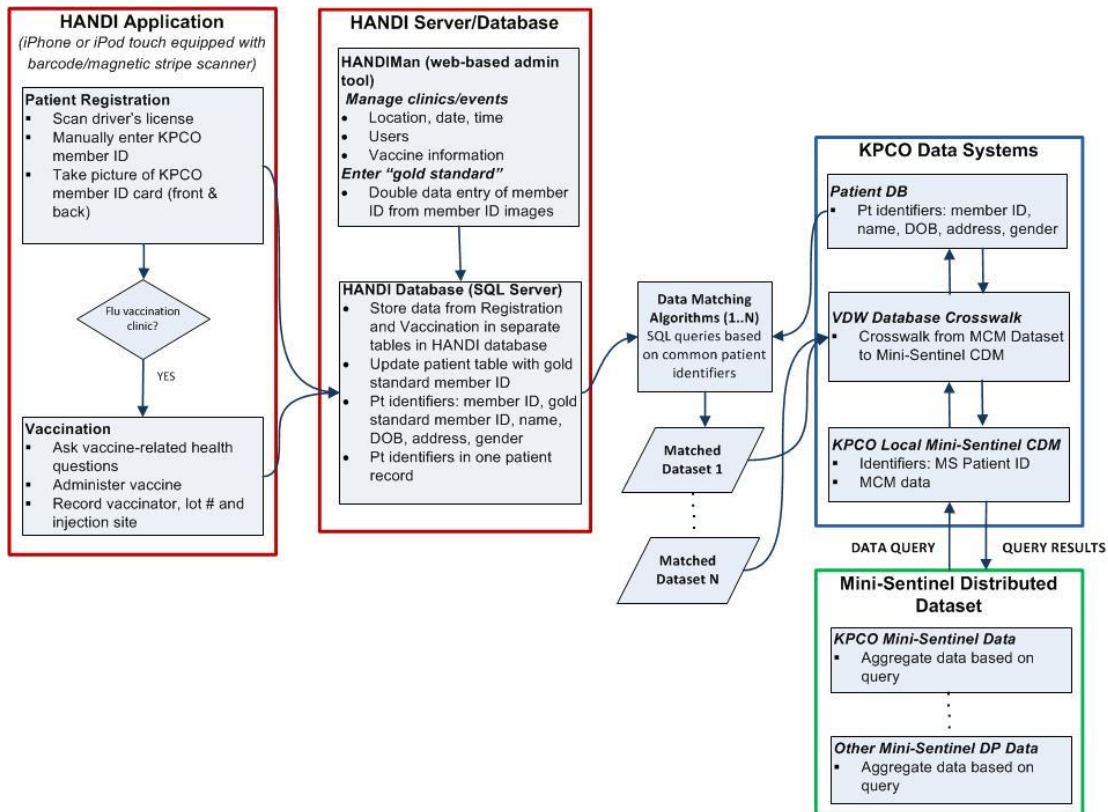 HANDI Application
(iPhone or iPod touch equipped with
barcode/magnetic stripe scanner)
Patient Registration
▪ Scan driver's license
▪ Manually enter KPCO
member ID
▪ Take picture of KPCO
member ID card (front &
back)
Flu vaccination
clinic?
YES
Vaccination
▪ Ask vaccine-related health
questions
▪ Administer vaccine
▪ Record vaccinator, lot # and
injection site
HANDI Server/Database
HANDIMan (web-based admin
tool)
Manage clinics/events
• Location, date, time
• Users
• Vaccine information
Enter “gold standard”
• Double data entry of member
ID from member ID images
HANDI Database (SQL Server)
• Store data from Registration
and Vaccination in separate
tables in HANDI database
• Update patient table with gold
standard member ID
• Pt identifiers: member ID, gold
standard member ID, name,
DOB, address, gender
• Pt identifiers in one patient
record
Data Matching
Algorithms (1..N)
SQL queries based
on common patient
identifiers
Matched
Dataset 1
Matched
Dataset N
KPCO Data Systems
Patient DB
▪ Pt identifiers: member ID,
name, DOB, address, gender
VDW Database Crosswalk
▪ Crosswalk from MCM Dataset
to Mini-Sentinel CDM
KPCO Local Mini-Sentinel CDM
▪ Identifiers: MS Patient ID
▪ MCM data
DATA QUERY
QUERY RESULTS
Mini-Sentinel Distributed
Dataset
KPCO Mini-Sentinel Data
▪ Aggregate data based on
query
Other Mini-Sentinel DP Data
▪ Aggregate data based on
query